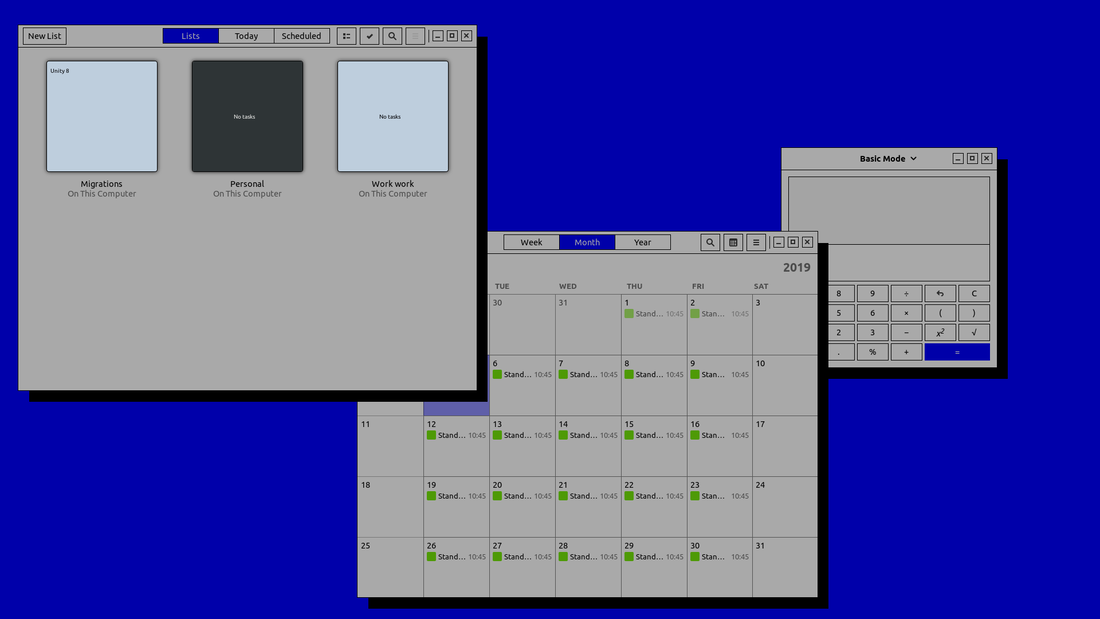 New List Lists Today Scheduled
Unity 8
No tasks
No tasks
Migrations
On This Computer
Personal
On This Computer
Work work
On This Computer
Basic Mode
8 9 ÷ C
5 6 × ( )
2 3 − x² √
. % + =
Week Month Year
2019
TUE WED THU FRI SAT
30 31 1 2 3
Stand... 10:45 Stan... 10:45
6 7 8 9 10
Stand... 10:45 Stand... 10:45 Stand... 10:45 Stan... 10:45
11 12 13 14 15 16 17
Stand... 10:45 Stand... 10:45 Stand... 10:45 Stand... 10:45 Stan... 10:45
18 19 20 21 22 23 24
Stand... 10:45 Stand... 10:45 Stand... 10:45 Stand... 10:45 Stan... 10:45
25 26 27 28 29 30 31
Stand... 10:45 Stand... 10:45 Stand... 10:45 Stand... 10:45 Stan... 10:45